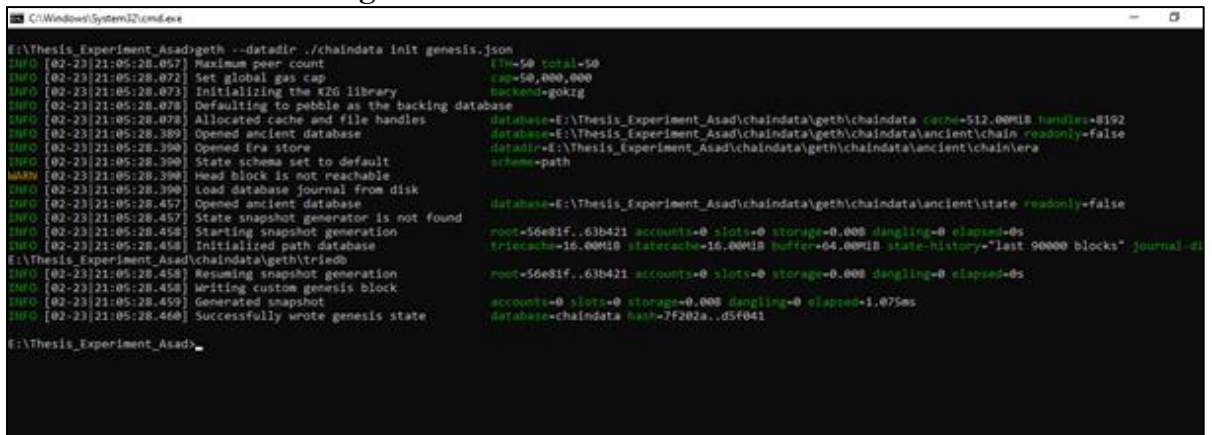 C:\Windows\System32\cmd.exe
E:\Thesis_Experiment_Asad>geth --datadir ./chaindata init genesis.json
INFO [02-23|21:05:28.057] Maximum peer count ETH=50 total=50
INFO [02-23|21:05:28.072] Set global gas cap cap=50,000,000
INFO [02-23|21:05:28.073] Initializing the KZG library backend=gokzg
INFO [02-23|21:05:28.078] Defaulting to pebble as the backing database
INFO [02-23|21:05:28.078] Allocated cache and file handles database=E:\Thesis_Experiment_Asad\chaindata\geth\chaindata cache=512.00MiB handles=8192
INFO [02-23|21:05:28.389] Opened ancient database database=E:\Thesis_Experiment_Asad\chaindata\geth\chaindata\ancient\chain readonly=false
INFO [02-23|21:05:28.390] Opened Era store datadir=E:\Thesis_Experiment_Asad\chaindata\geth\chaindata\ancient\chain\era
INFO [02-23|21:05:28.390] State schema set to default scheme=path
WARN [02-23|21:05:28.390] Head block is not reachable
INFO [02-23|21:05:28.390] Load database journal from disk
INFO [02-23|21:05:28.457] Opened ancient database database=E:\Thesis_Experiment_Asad\chaindata\geth\chaindata\ancient\state readonly=false
INFO [02-23|21:05:28.457] State snapshot generator is not found
INFO [02-23|21:05:28.458] Starting snapshot generation root=56e81f..63b421 accounts=0 slots=0 storage=0.00B dangling=0 elapsed=0s
INFO [02-23|21:05:28.458] Initialized path database triecache=16.00MiB statecache=16.00MiB buffer=64.00MiB state-history="last 90000 blocks" journal-di
E:\Thesis_Experiment_Asad\chaindata\geth\triedb
INFO [02-23|21:05:28.458] Resuming snapshot generation root=56e81f..63b421 accounts=0 slots=0 storage=0.00B dangling=0 elapsed=0s
INFO [02-23|21:05:28.458] Writing custom genesis block
INFO [02-23|21:05:28.459] Generated snapshot accounts=0 slots=0 storage=0.00B dangling=0 elapsed=1.075ms
INFO [02-23|21:05:28.460] Successfully wrote genesis state database=chaindata hash=7f202a..d5f041
E:\Thesis_Experiment_Asad>